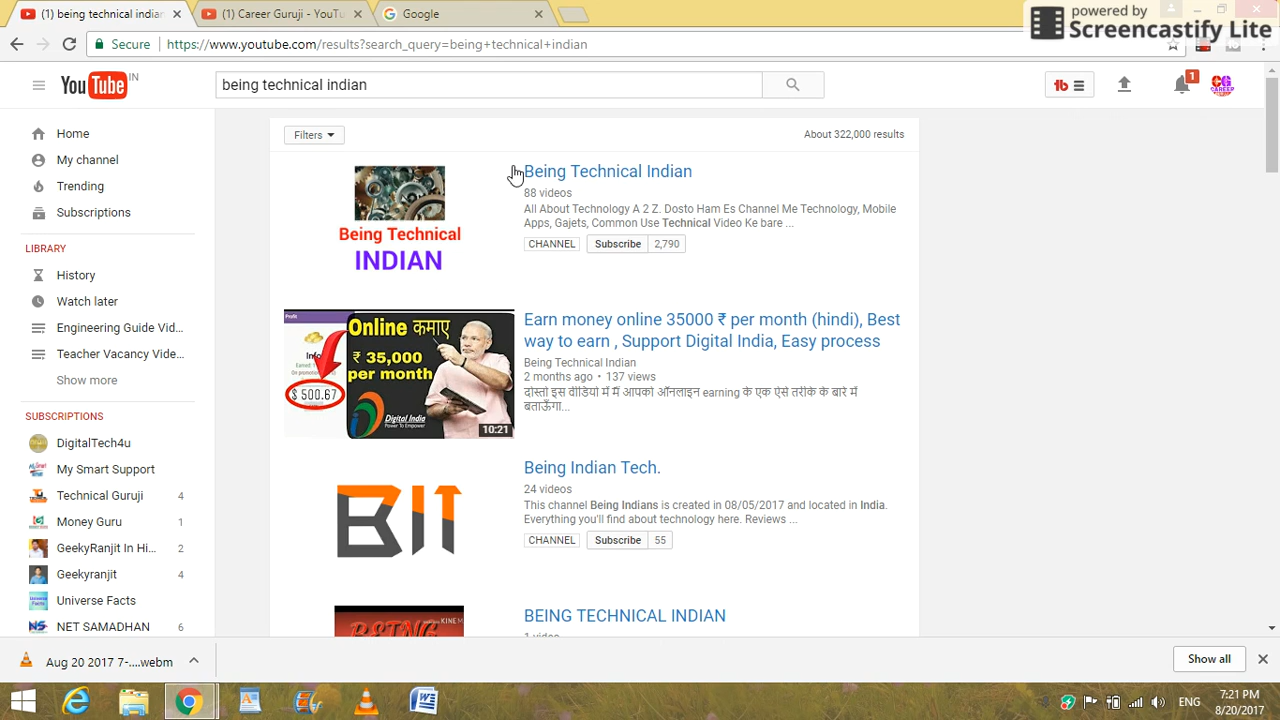 powered by
Screencastify Lite
(1) being technical indian
(1) Career Guruji - YouTu
Google
Secure
https://www.youtube.com/results?search_query=being+technical+indian
YouTube IN
being technical indian
1
Filters
About 322,000 results
Home
My channel
Trending
Subscriptions
LIBRARY
History
Watch later
Engineering Guide Vid...
Teacher Vacancy Vide...
Show more
SUBSCRIPTIONS
DigitalTech4u
My Smart Support
Technical Guruji 4
Money Guru 1
GeekyRanjit In Hi... 2
Geekyranjit 4
Universe Facts
NET SAMADHAN 6
Being Technical
INDIAN
Being Technical Indian
88 videos
All About Technology A 2 Z. Dosto Ham Es Channel Me Technology, Mobile
Apps, Gajets, Common Use Technical Video Ke bare ...
CHANNEL Subscribe 2,790
Profit
Online कमाए
₹ 35,000
per month
$ 500.67
Digital India
Power To Empower
10:21
Earn money online 35000 ₹ per month (hindi), Best
way to earn , Support Digital India, Easy process
Being Technical Indian
2 months ago • 137 views
दोस्तो इस वीडियो में मैं आपको ऑनलाइन earning के एक ऐसे तरीके के बारे में
बताऊँगा...
BIT
Being Indian Tech.
24 videos
This channel Being Indians is created in 08/05/2017 and located in India.
Everything you'll find about technology here. Reviews ...
CHANNEL Subscribe 55
BEING
BEING TECHNICAL INDIAN
1 video
Aug 20 2017 7-....webm
Show all
ENG
7:21 PM
8/20/2017